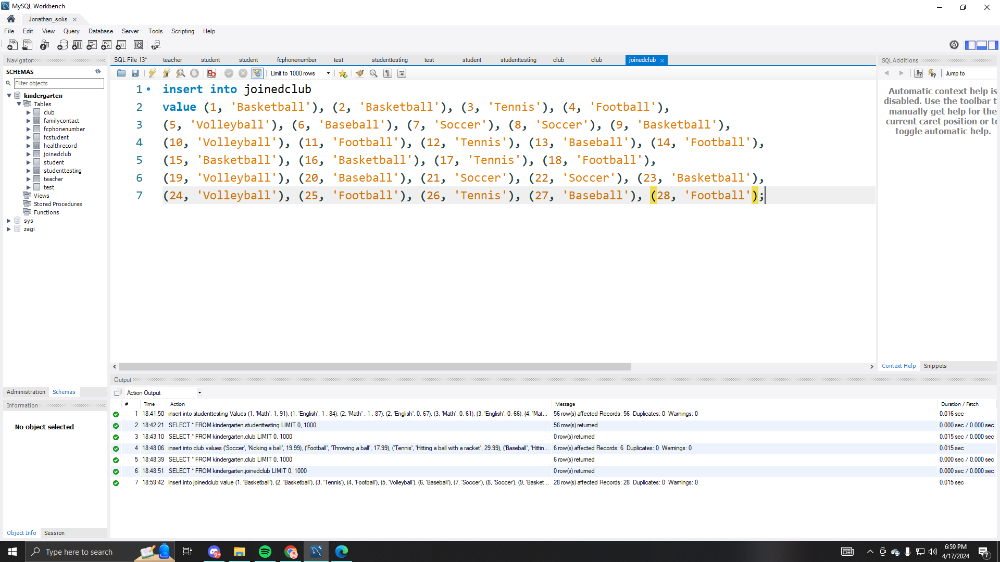 MySQL Workbench
Jonathan_solis
File Edit View Query Database Server Tools Scripting Help
Navigator
SCHEMAS
Filter objects
kindergarten
Tables
club
familycontact
fcphonenumber
fcstudent
healthrecord
joinedclub
student
studenttesting
teacher
test
Views
Stored Procedures
Functions
sys
zagi
Administration Schemas
Information
No object selected
Object Info Session
SQL File 13* teacher student student fcphonenumber test studenttesting test student studenttesting club club joinedclub
Limit to 1000 rows
1 insert into joinedclub
2 value (1, 'Basketball'), (2, 'Basketball'), (3, 'Tennis'), (4, 'Football'),
3 (5, 'Volleyball'), (6, 'Baseball'), (7, 'Soccer'), (8, 'Soccer'), (9, 'Basketball'),
4 (10, 'Volleyball'), (11, 'Football'), (12, 'Tennis'), (13, 'Baseball'), (14, 'Football'),
5 (15, 'Basketball'), (16, 'Basketball'), (17, 'Tennis'), (18, 'Football'),
6 (19, 'Volleyball'), (20, 'Baseball'), (21, 'Soccer'), (22, 'Soccer'), (23, 'Basketball'),
7 (24, 'Volleyball'), (25, 'Football'), (26, 'Tennis'), (27, 'Baseball'), (28, 'Football');
SQLAdditions
Jump to
Automatic context help is
disabled. Use the toolbar t
manually get help for the
current caret position or to
toggle automatic help.
Context Help Snippets
Output
Action Output
# Time Action Message Duration / Fetch
1 18:41:50 insert into studenttesting Values (1, 'Math', 1, 91), (1, 'English', 1 , 84), (2, 'Math' , 1 , 87), (2, 'English', 0, 67), (3, 'Math', 0, 61), (3, 'English', 0, 66), (4, 'Mat... 56 row(s) affected Records: 56 Duplicates: 0 Warnings: 0 0.016 sec
2 18:42:21 SELECT * FROM kindergarten.studenttesting LIMIT 0, 1000 56 row(s) returned 0.000 sec / 0.000 sec
3 18:43:10 SELECT * FROM kindergarten.club LIMIT 0, 1000 0 row(s) returned 0.015 sec / 0.000 sec
4 18:48:06 insert into club values ('Soccer', 'Kicking a ball', 19.99), ('Football', 'Throwing a ball', 17.99), ('Tennis', 'Hitting a ball with a racket', 29.99), ('Baseball', 'Hittin... 6 row(s) affected Records: 6 Duplicates: 0 Warnings: 0 0.015 sec
5 18:48:39 SELECT * FROM kindergarten.club LIMIT 0, 1000 6 row(s) returned 0.000 sec / 0.000 sec
6 18:48:51 SELECT * FROM kindergarten.joinedclub LIMIT 0, 1000 0 row(s) returned 0.000 sec / 0.000 sec
7 18:59:42 insert into joinedclub value (1, 'Basketball'), (2, 'Basketball'), (3, 'Tennis'), (4, 'Football'), (5, 'Volleyball'), (6, 'Baseball'), (7, 'Soccer'), (8, 'Soccer'), (9, 'Basket... 28 row(s) affected Records: 28 Duplicates: 0 Warnings: 0 0.015 sec
Type here to search
9+
6:59 PM
4/17/2024
7